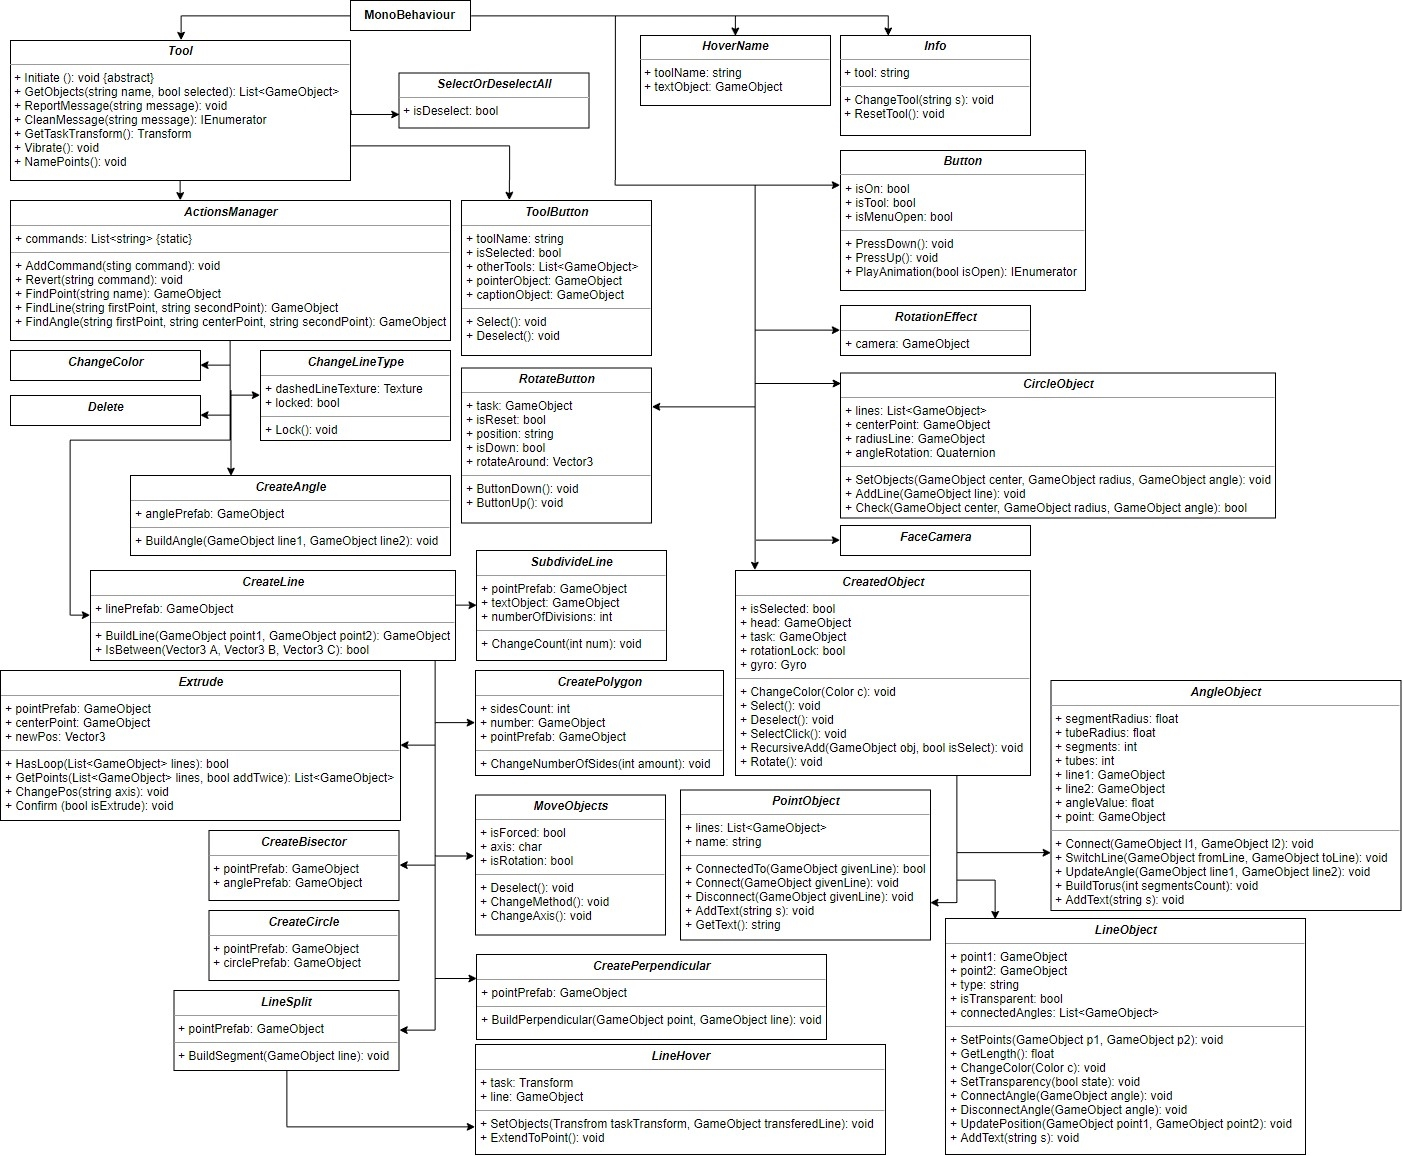 MonoBehaviour
Tool
+ Initiate (): void {abstract}
+ GetObjects(string name, bool selected): List<GameObject>
+ ReportMessage(string message): void
+ CleanMessage(string message): IEnumerator
+ GetTaskTransform(): Transform
+ Vibrate(): void
+ NamePoints(): void
SelectOrDeselectAll
+ isDeselect: bool
HoverName
+ toolName: string
+ textObject: GameObject
Info
+ tool: string
+ ChangeTool(string s): void
+ ResetTool(): void
Button
+ isOn: bool
+ isTool: bool
+ isMenuOpen: bool
+ PressDown(): void
+ PressUp(): void
+ PlayAnimation(bool isOpen): IEnumerator
ActionsManager
+ commands: List<string> {static}
+ AddCommand(sting command): void
+ Revert(string command): void
+ FindPoint(string name): GameObject
+ FindLine(string firstPoint, string secondPoint): GameObject
+ FindAngle(string firstPoint, string centerPoint, string secondPoint): GameObject
ToolButton
+ toolName: string
+ isSelected: bool
+ otherTools: List<GameObject>
+ pointerObject: GameObject
+ captionObject: GameObject
+ Select(): void
+ Deselect(): void
RotationEffect
+ camera: GameObject
ChangeColor
ChangeLineType
+ dashedLineTexture: Texture
+ locked: bool
+ Lock(): void
Delete
RotateButton
+ task: GameObject
+ isReset: bool
+ position: string
+ isDown: bool
+ rotateAround: Vector3
+ ButtonDown(): void
+ ButtonUp(): void
CircleObject
+ lines: List<GameObject>
+ centerPoint: GameObject
+ radiusLine: GameObject
+ angleRotation: Quaternion
+ SetObjects(GameObject center, GameObject radius, GameObject angle): void
+ AddLine(GameObject line): void
+ Check(GameObject center, GameObject radius, GameObject angle): bool
CreateAngle
+ anglePrefab: GameObject
+ BuildAngle(GameObject line1, GameObject line2): void
FaceCamera
CreateLine
+ linePrefab: GameObject
+ BuildLine(GameObject point1, GameObject point2): GameObject
+ IsBetween(Vector3 A, Vector3 B, Vector3 C): bool
SubdivideLine
+ pointPrefab: GameObject
+ textObject: GameObject
+ numberOfDivisions: int
+ ChangeCount(int num): void
CreatedObject
+ isSelected: bool
+ head: GameObject
+ task: GameObject
+ rotationLock: bool
+ gyro: Gyro
+ ChangeColor(Color c): void
+ Select(): void
+ Deselect(): void
+ SelectClick(): void
+ RecursiveAdd(GameObject obj, bool isSelect): void
+ Rotate(): void
Extrude
+ pointPrefab: GameObject
+ centerPoint: GameObject
+ newPos: Vector3
+ HasLoop(List<GameObject> lines): bool
+ GetPoints(List<GameObject> lines, bool addTwice): List<GameObject>
+ ChangePos(string axis): void
+ Confirm (bool isExtrude): void
CreatePolygon
+ sidesCount: int
+ number: GameObject
+ pointPrefab: GameObject
+ ChangeNumberOfSides(int amount): void
AngleObject
+ segmentRadius: float
+ tubeRadius: float
+ segments: int
+ tubes: int
+ line1: GameObject
+ line2: GameObject
+ angleValue: float
+ point: GameObject
+ Connect(GameObject l1, GameObject l2): void
+ SwitchLine(GameObject fromLine, GameObject toLine): void
+ UpdateAngle(GameObject line1, GameObject line2): void
+ BuildTorus(int segmentsCount): void
+ AddText(string s): void
MoveObjects
+ isForced: bool
+ axis: char
+ isRotation: bool
+ Deselect(): void
+ ChangeMethod(): void
+ ChangeAxis(): void
PointObject
+ lines: List<GameObject>
+ name: string
+ ConnectedTo(GameObject givenLine): bool
+ Connect(GameObject givenLine): void
+ Disconnect(GameObject givenLine): void
+ AddText(string s): void
+ GetText(): string
CreateBisector
+ pointPrefab: GameObject
+ anglePrefab: GameObject
CreateCircle
+ pointPrefab: GameObject
+ circlePrefab: GameObject
LineObject
+ point1: GameObject
+ point2: GameObject
+ type: string
+ isTransparent: bool
+ connectedAngles: List<GameObject>
+ SetPoints(GameObject p1, GameObject p2): void
+ GetLength(): float
+ ChangeColor(Color c): void
+ SetTransparency(bool state): void
+ ConnectAngle(GameObject angle): void
+ DisconnectAngle(GameObject angle): void
+ UpdatePosition(GameObject point1, GameObject point2): void
+ AddText(string s): void
CreatePerpendicular
+ pointPrefab: GameObject
+ BuildPerpendicular(GameObject point, GameObject line): void
LineSplit
+ pointPrefab: GameObject
+ BuildSegment(GameObject line): void
LineHover
+ task: Transform
+ line: GameObject
+ SetObjects(Transfrom taskTransform, GameObject transferedLine): void
+ ExtendToPoint(): void